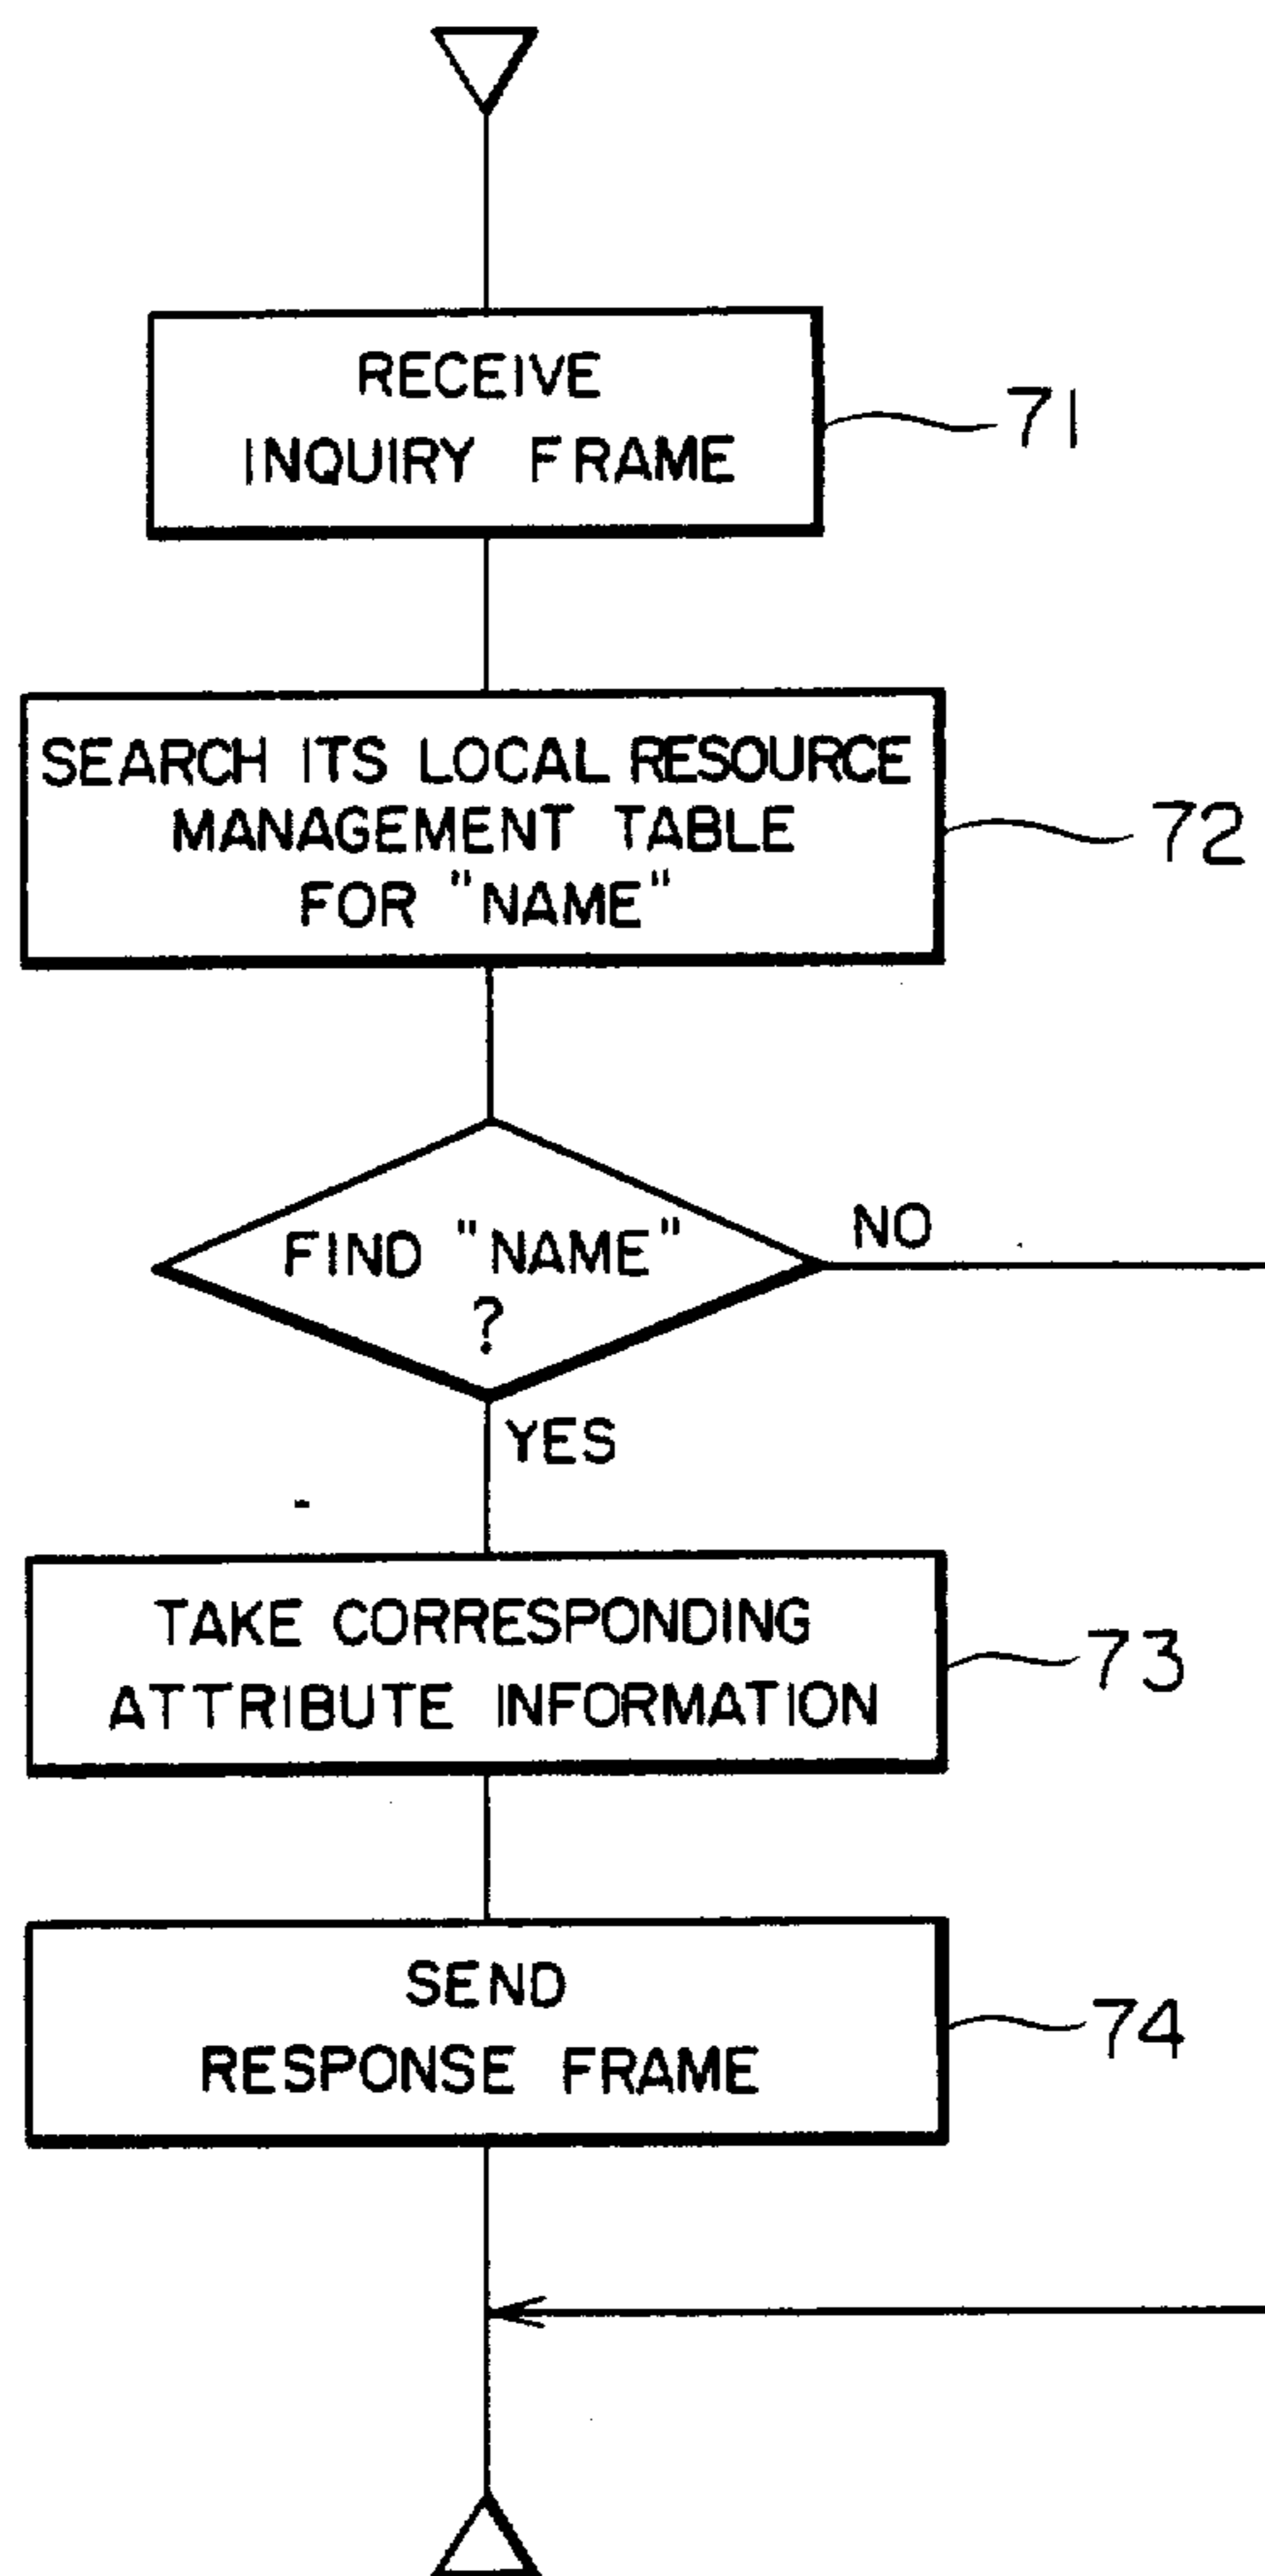 RECEIVE
INQUIRY FRAME
71
SEARCH ITS LOCAL RESOURCE
MANAGEMENT TABLE
FOR "NAME"
72
FIND "NAME"
?
NO
YES
TAKE CORRESPONDING
ATTRIBUTE INFORMATION
73
SEND
RESPONSE FRAME
74